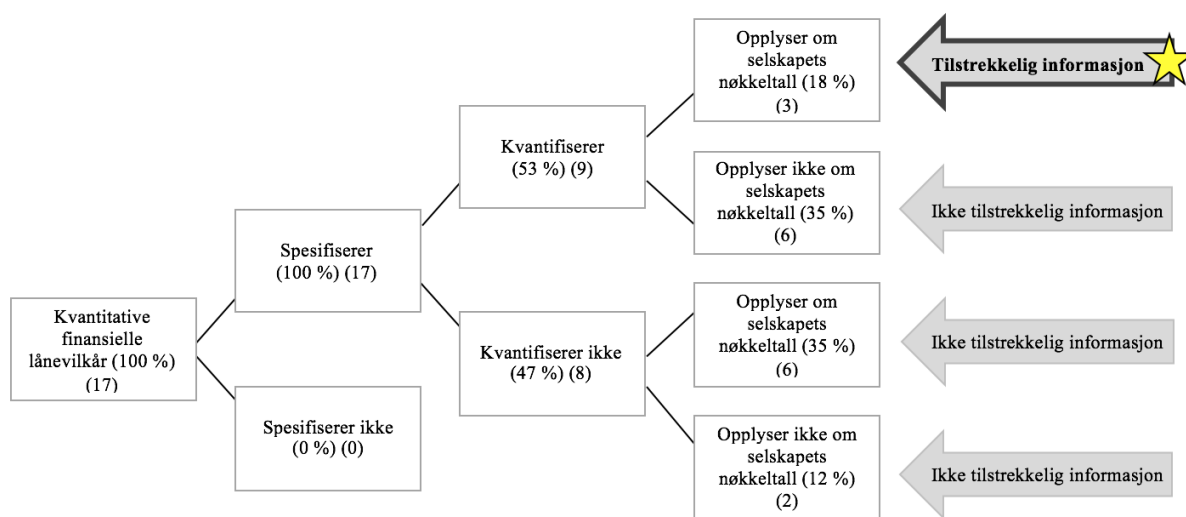 Kvantitative
finansielle
lånevilkår (100 %)
(17)
Spesifiserer
(100 %) (17)
Spesifiserer ikke
(0 %) (0)
Kvantifiserer
(53 %) (9)
Kvantifiserer ikke
(47 %) (8)
Opplyser om
selskapets
nøkkeltall (18 %)
(3)
Tilstrekkelig informasjon
Opplyser ikke om
selskapets
nøkkeltall (35 %)
(6)
Ikke tilstrekkelig informasjon
Opplyser om
selskapets
nøkkeltall (35 %)
(6)
Ikke tilstrekkelig informasjon
Opplyser ikke om
selskapets
nøkkeltall (12 %)
(2)
Ikke tilstrekkelig informasjon